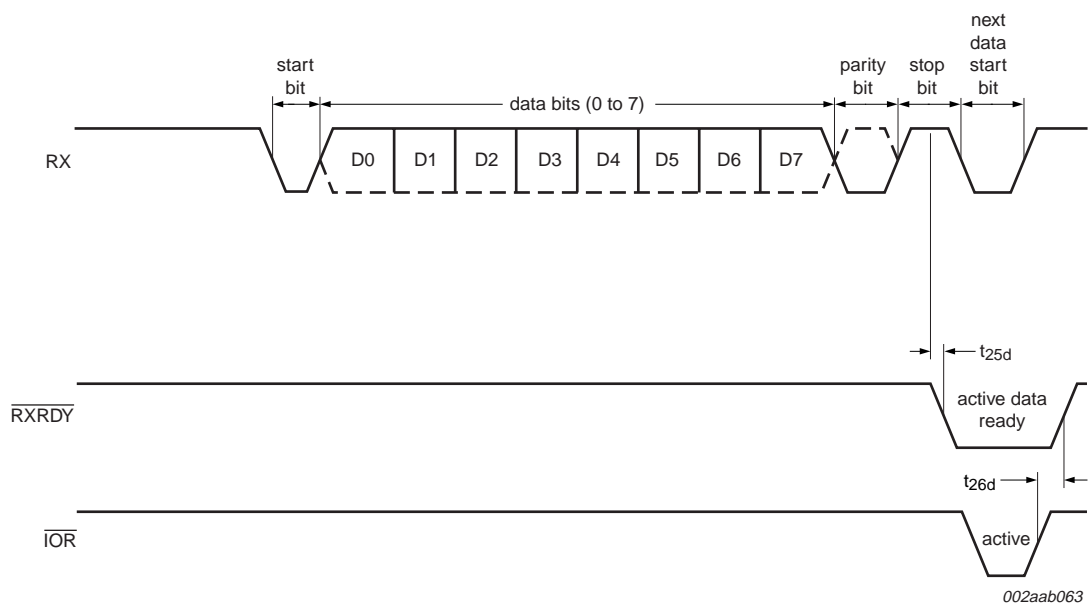 start
bit
data bits (0 to 7)
parity
bit
stop
bit
next
data
start
bit
RX
D0
D1
D2
D3
D4
D5
D6
D7
t25d
RXRDY
active data
ready
t26d
IOR
active
002aab063